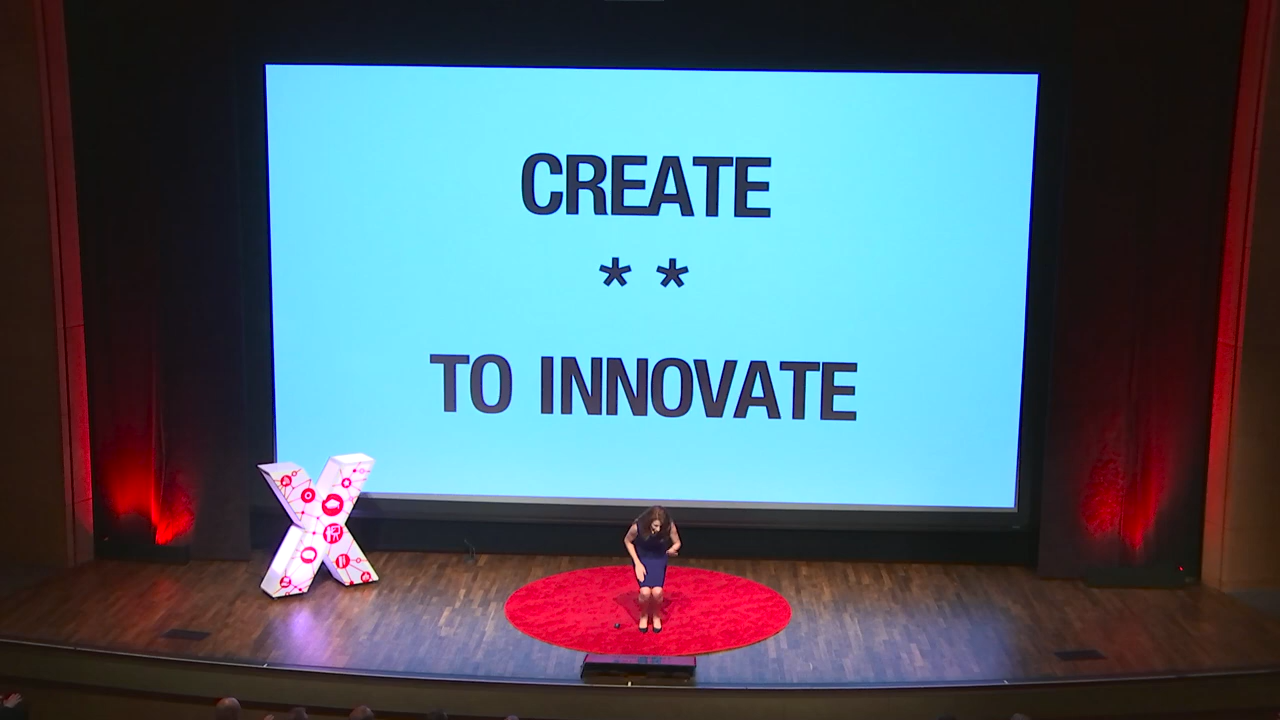 CREATE
* *
TO INNOVATE
X